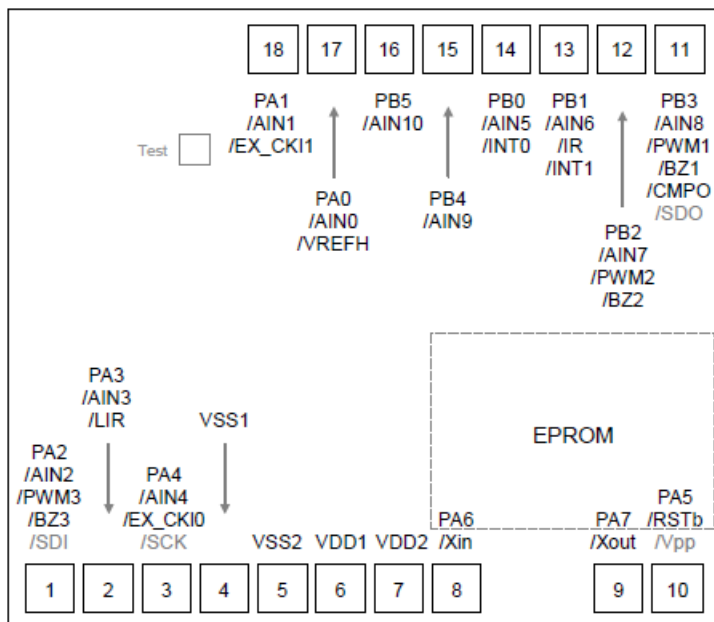 18 17 16 15 14 13 12 11
PA1
/AIN1
/EX_CKI1
PB5
/AIN10
PB0
/AIN5
/INT0
PB1
/AIN6
/IR
/INT1
PB3
/AIN8
/PWM1
/BZ1
/CMPO
/SDO
Test
PA0
/AIN0
/VREFH
PB4
/AIN9
PB2
/AIN7
/PWM2
/BZ2
PA3
/AIN3
/LIR
VSS1
EPROM
PA2
/AIN2
/PWM3
/BZ3
/SDI
PA4
/AIN4
/EX_CKI0
/SCK
VSS2 VDD1 VDD2
PA6
/Xin
PA7
/Xout
PA5
/RSTb
/Vpp
1 2 3 4 5 6 7 8 9 10